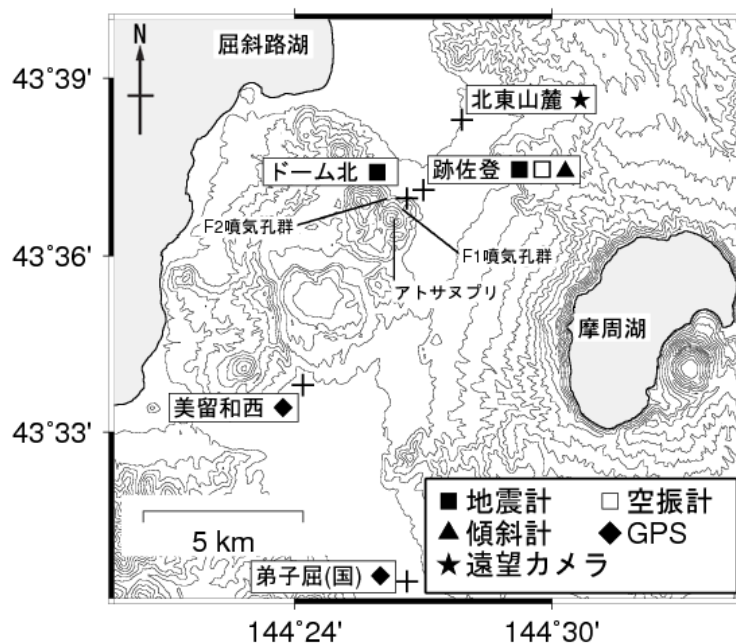 屈斜路湖
N
43°39'
北東山麓 ★
ドーム北 ■
跡佐登 ■□▲
F2噴気孔群
F1噴気孔群
43°36'
アトサヌプリ
摩周湖
美留和西 ◆
43°33'
■ 地震計 □ 空振計
▲ 傾斜計 ◆ GPS
★ 遠望カメラ
5 km
弟子屈(国) ◆
144°24' 144°30'